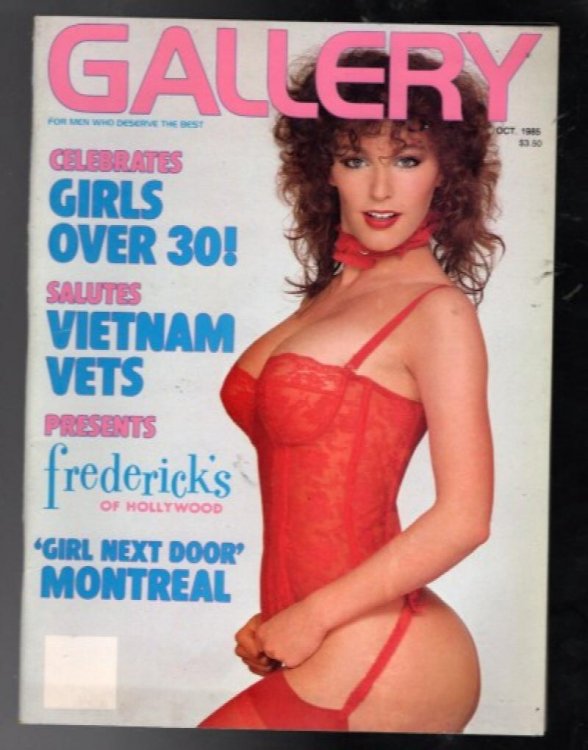 GALLERY
FOR MEN WHO DESERVE THE BEST
OCT. 1985
$3.50
CELEBRATES
GIRLS
OVER 30!
SALUTES
VIETNAM
VETS
PRESENTS
frederick's
OF HOLLYWOOD
'GIRL NEXT DOOR'
MONTREAL